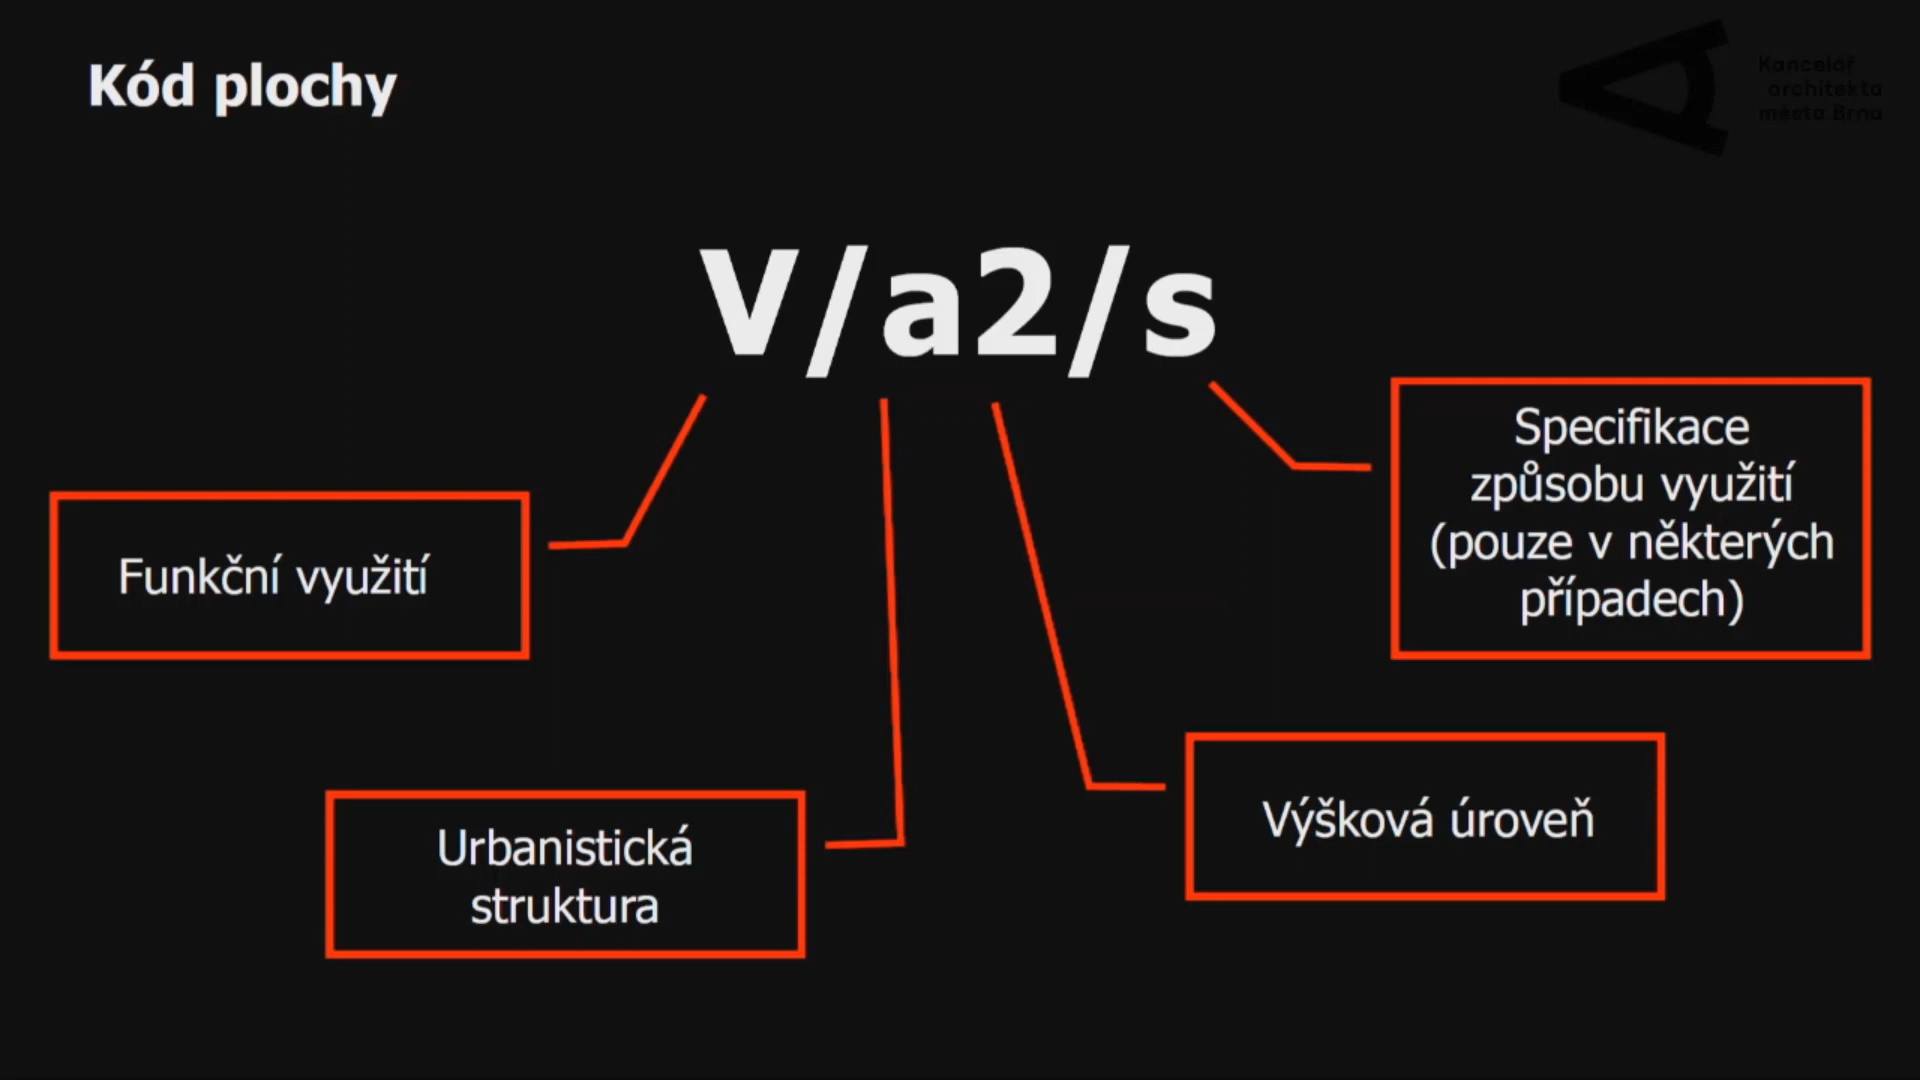 Kód plochy
Kancelář
architekta
města Brna
V/a2/s
Specifikace
způsobu využití
(pouze v některých
případech)
Funkční využití
Výšková úroveň
Urbanistická
struktura